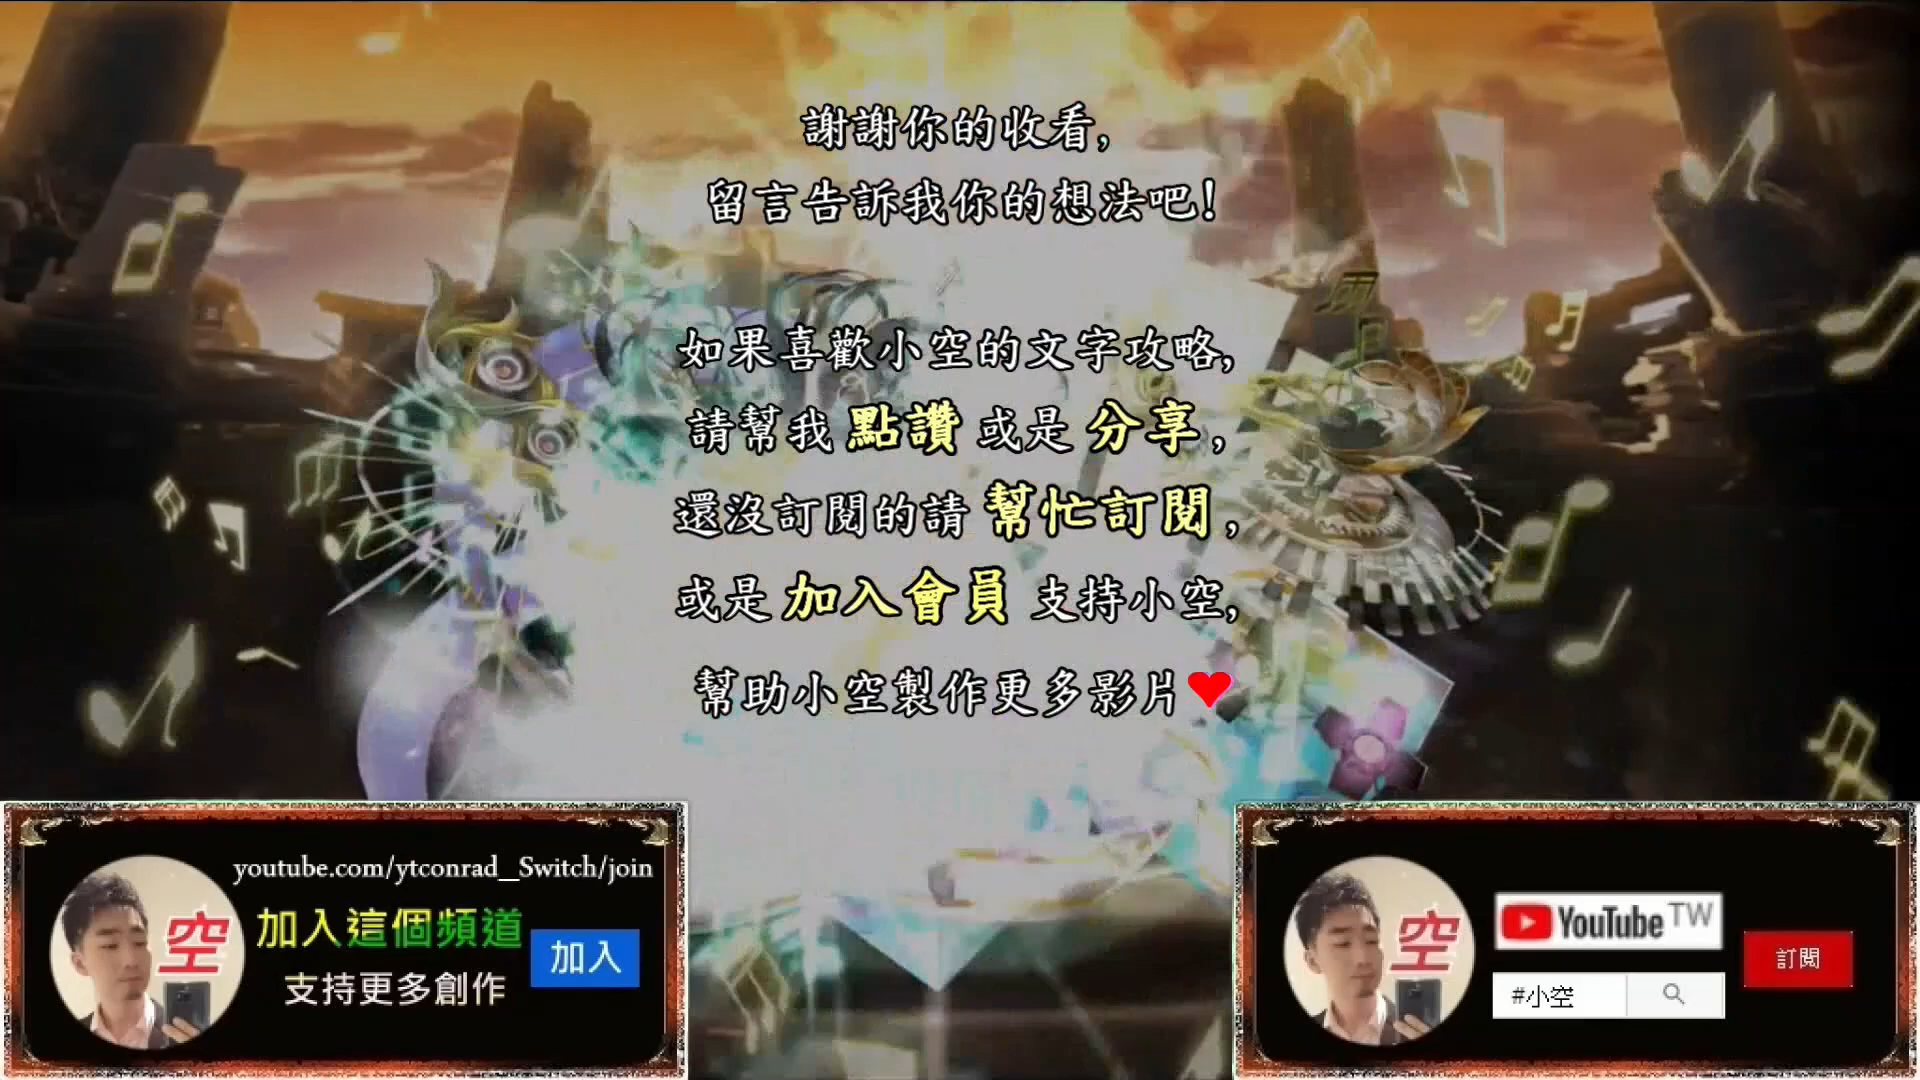 謝謝你的收看,
留言告訴我你的想法吧!
如果喜歡小空的文字攻略,
請幫我 點讚 或是 分享 ,
還沒訂閱的請 幫忙訂閱 ,
或是 加入會員 支持小空,
幫助小空製作更多影片❤
youtube.com/ytconrad_Switch/join
空
加入這個頻道
加入
支持更多創作
空
YouTube TW
訂閱
#小空